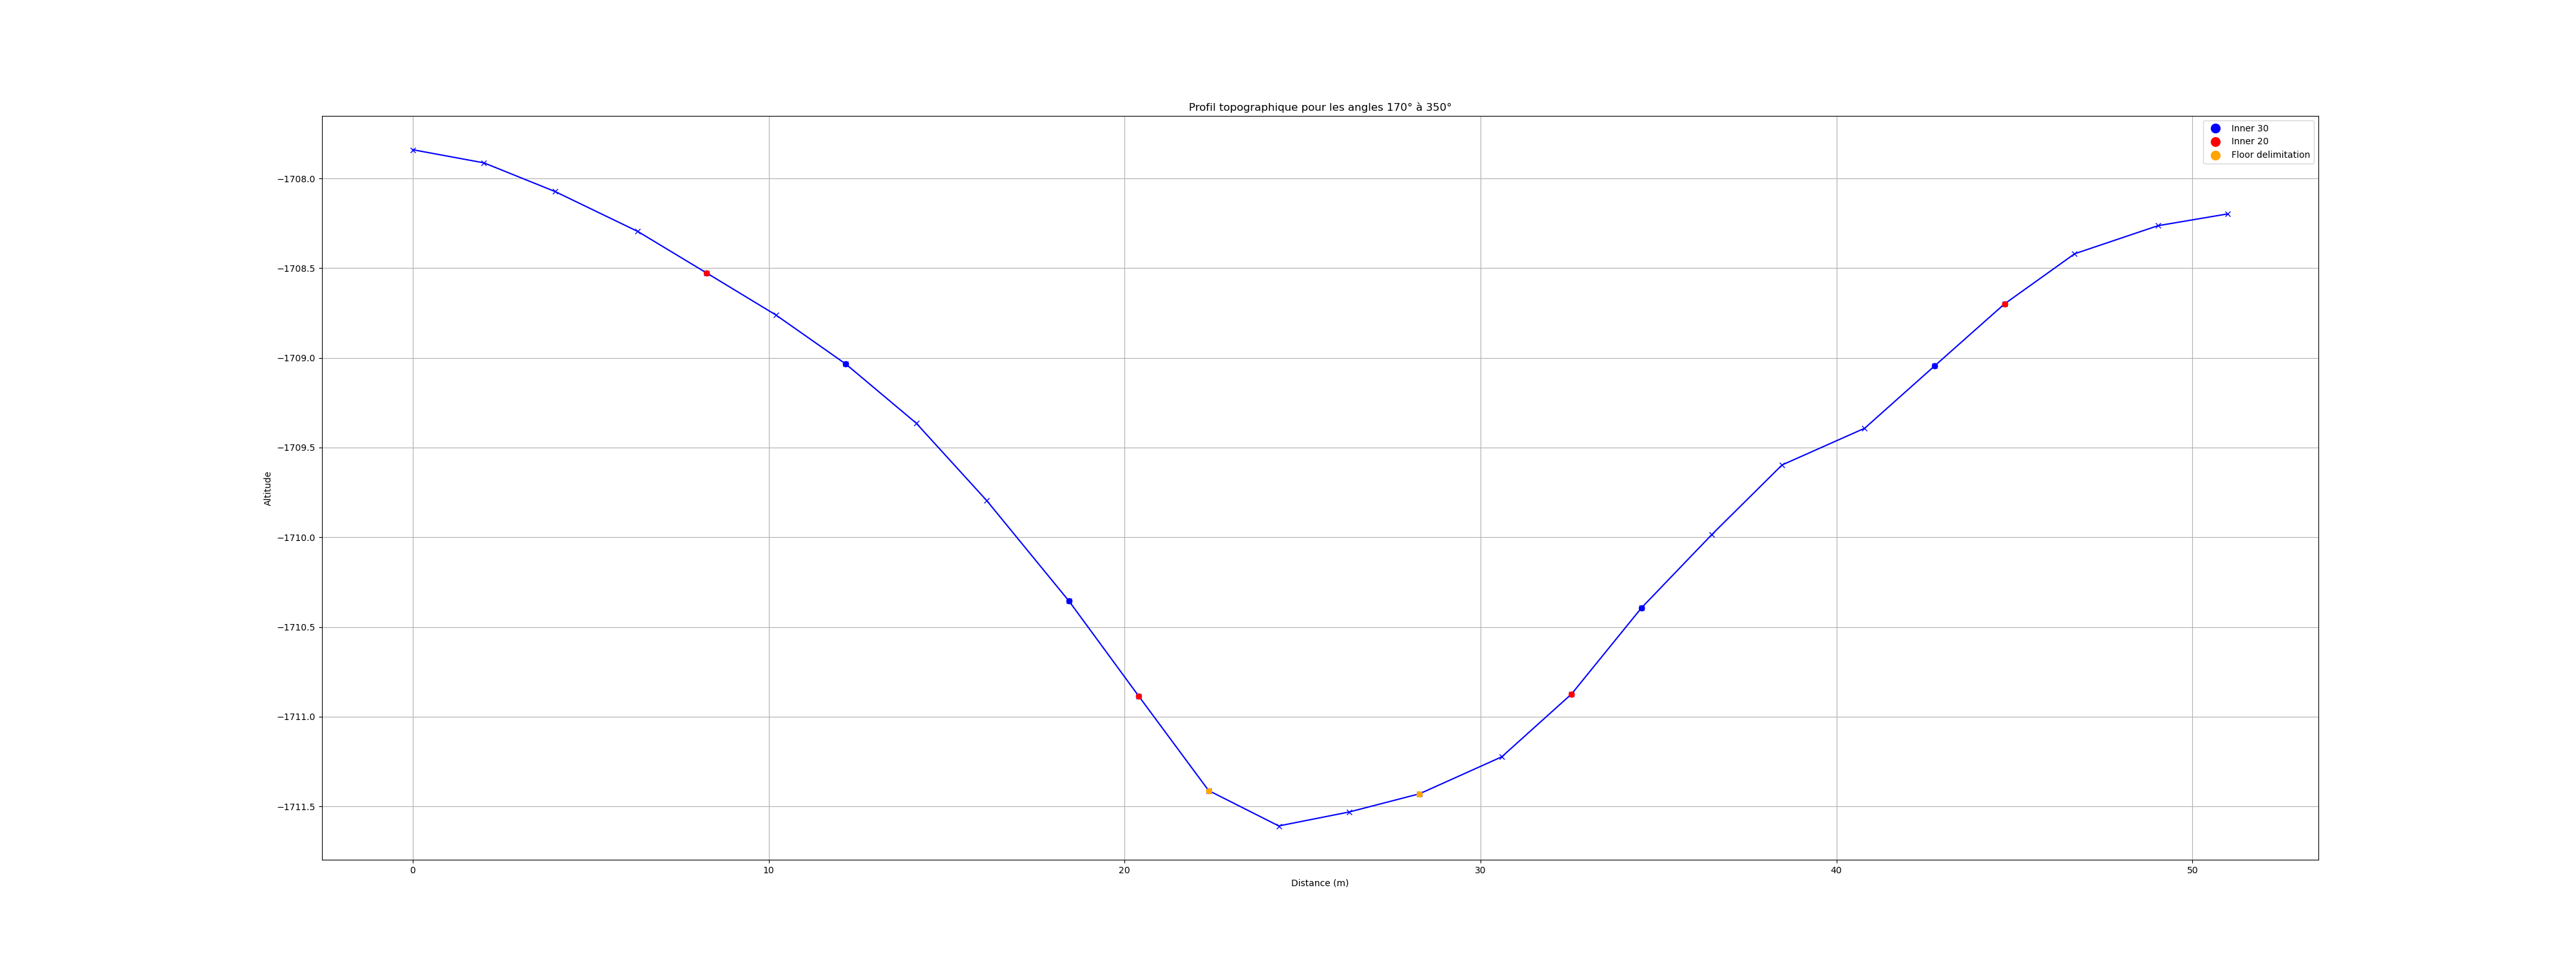 Profil topographique pour les angles 170° à 350°
Inner 30
Inner 20
Floor delimitation
−1708.0
−1708.5
−1709.0
−1709.5
−1710.0
−1710.5
−1711.0
−1711.5
Altitude
0 10 20 30 40 50
Distance (m)